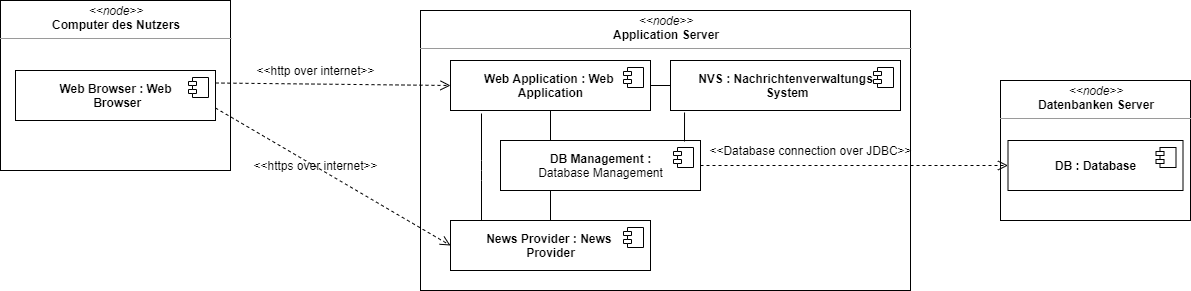 <<node>>
Computer des Nutzers
Web Browser : Web
Browser
<<http over internet>>
<<https over internet>>
<<node>>
Application Server
Web Application : Web
Application
NVS : Nachrichtenverwaltungs
System
DB Management :
Database Management
News Provider : News
Provider
<<Database connection over JDBC>>
<<node>>
Datenbanken Server
DB : Database